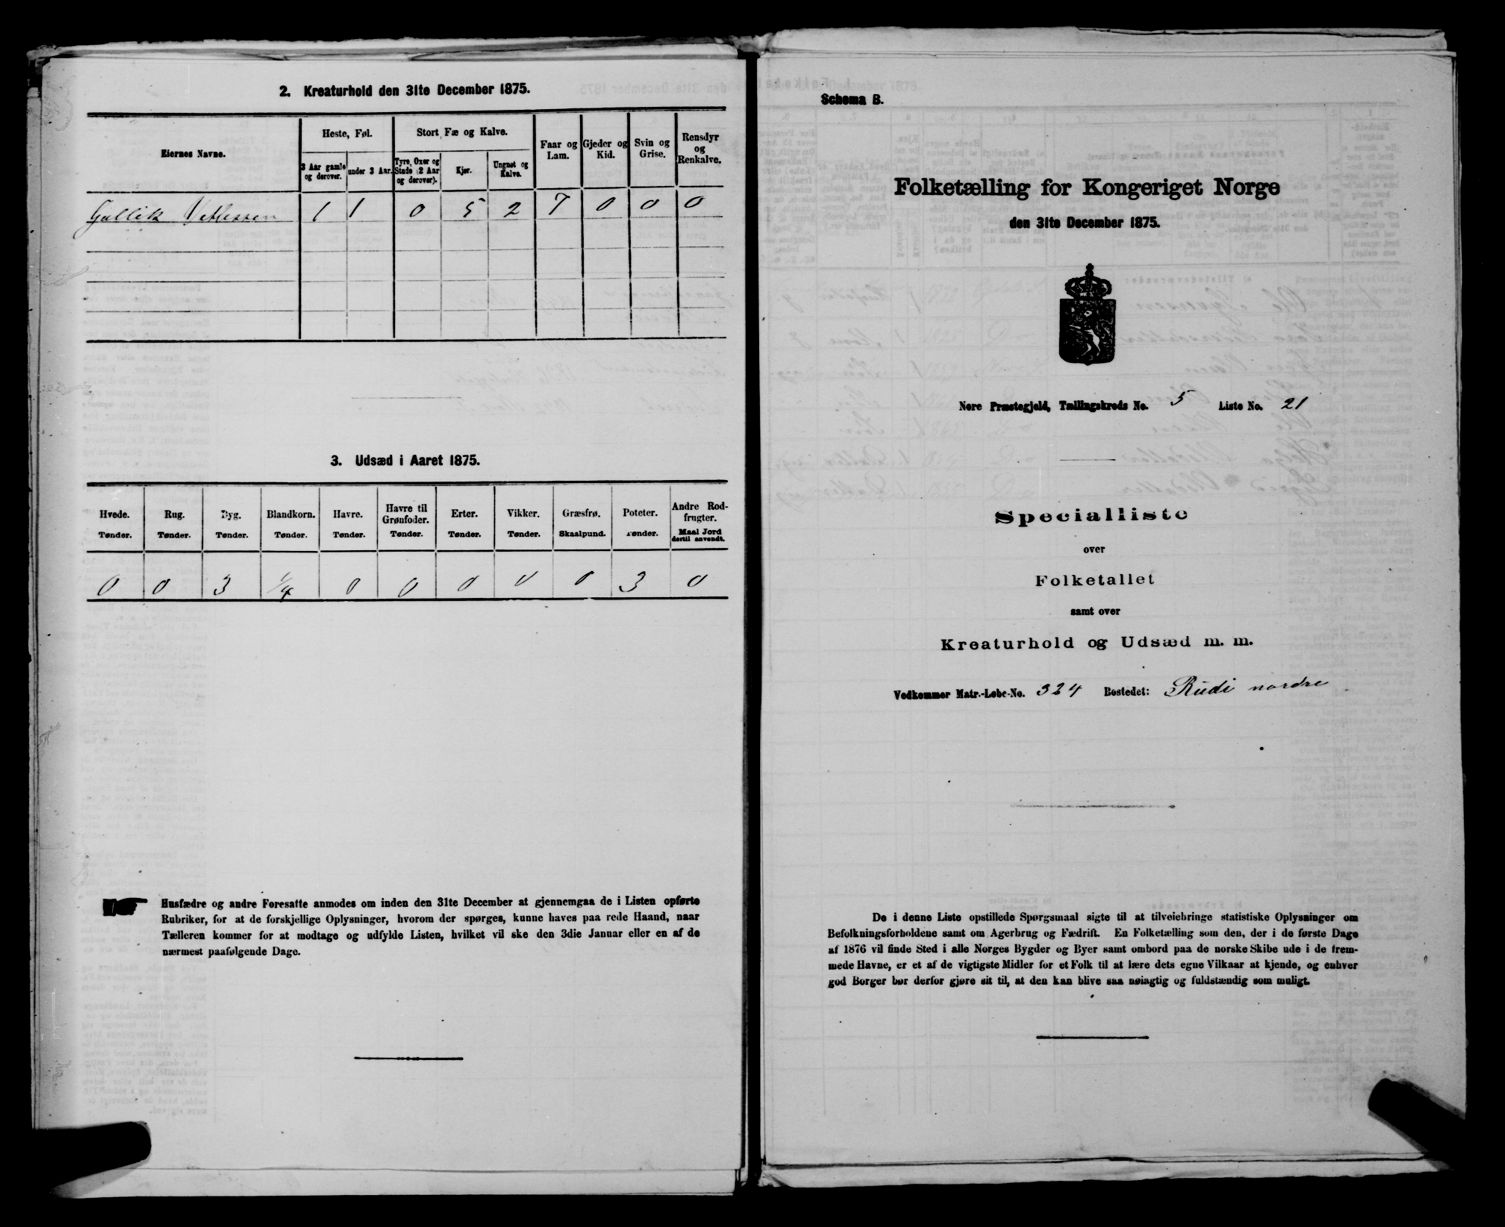 2. Kreaturhold den 31te December 1875.
Eiernes Navne.
Heste, Føl.
Stort Fæ og Kalve.
Faar og Lam.
Gjeder og Kid.
Svin og Grise.
Rensdyr og Renkalve.
3 Aar gamle og derover.
under 3 Aar.
Tyre, Oxer og Stude (2 Aar og derover).
Kjør.
Ungnøt og Kalve.
Gullik 1 1 0 5 2 7 0 0 0
3. Udsæd i Aaret 1875.
Hvede. Rug. Byg. Blandkorn. Havre. Havre til Grønfoder. Erter. Vikker. Græsfrø. Poteter. Andre Rodfrugter.
Tønder. Tønder. Tønder. Tønder. Tønder. Tønder. Tønder. Tønder. Skaalpund. Tønder. Maal Jord dertil anvendt.
0 0 3 1/4 0 0 0 0 0 3 0
Husfædre og andre Foresatte anmodes om inden den 31te December at gjennemgaa de i Listen opførte
Rubriker, for at de forskjellige Oplysninger, hvorom der spørges, kunne haves paa rede Haand, naar
Tælleren kommer for at modtage og udfylde Listen, hvilket vil ske den 3die Januar eller en af de
nærmest paafølgende Dage.
Schema B.
Folketælling for Kongeriget Norge
den 31te December 1875.
Nore Præstegjeld, Tællingskreds No. 5 Liste No. 21
Specialliste
over
Folketallet
samt over
Kreaturhold og Udsæd m. m.
Vedkommer Matr.-Løbe-No. 324 Bostedet: Rudi nordre
De i denne Liste opstillede Spørgsmaal sigte til at tilveiebringe statistiske Oplysninger om
Befolkningsforholdene samt om Agerbrug og Fædrift. En Folketælling som den, der i de første Dage
af 1876 vil finde Sted i alle Norges Bygder og Byer samt ombord paa de norske Skibe ude i de frem-
mede Havne, er et af de vigtigste Midler for et Folk til at lære dets egne Vilkaar at kjende, og enhver
god Borger bør derfor gjøre sit til, at den kan blive saa nøiagtig og fuldstændig som muligt.